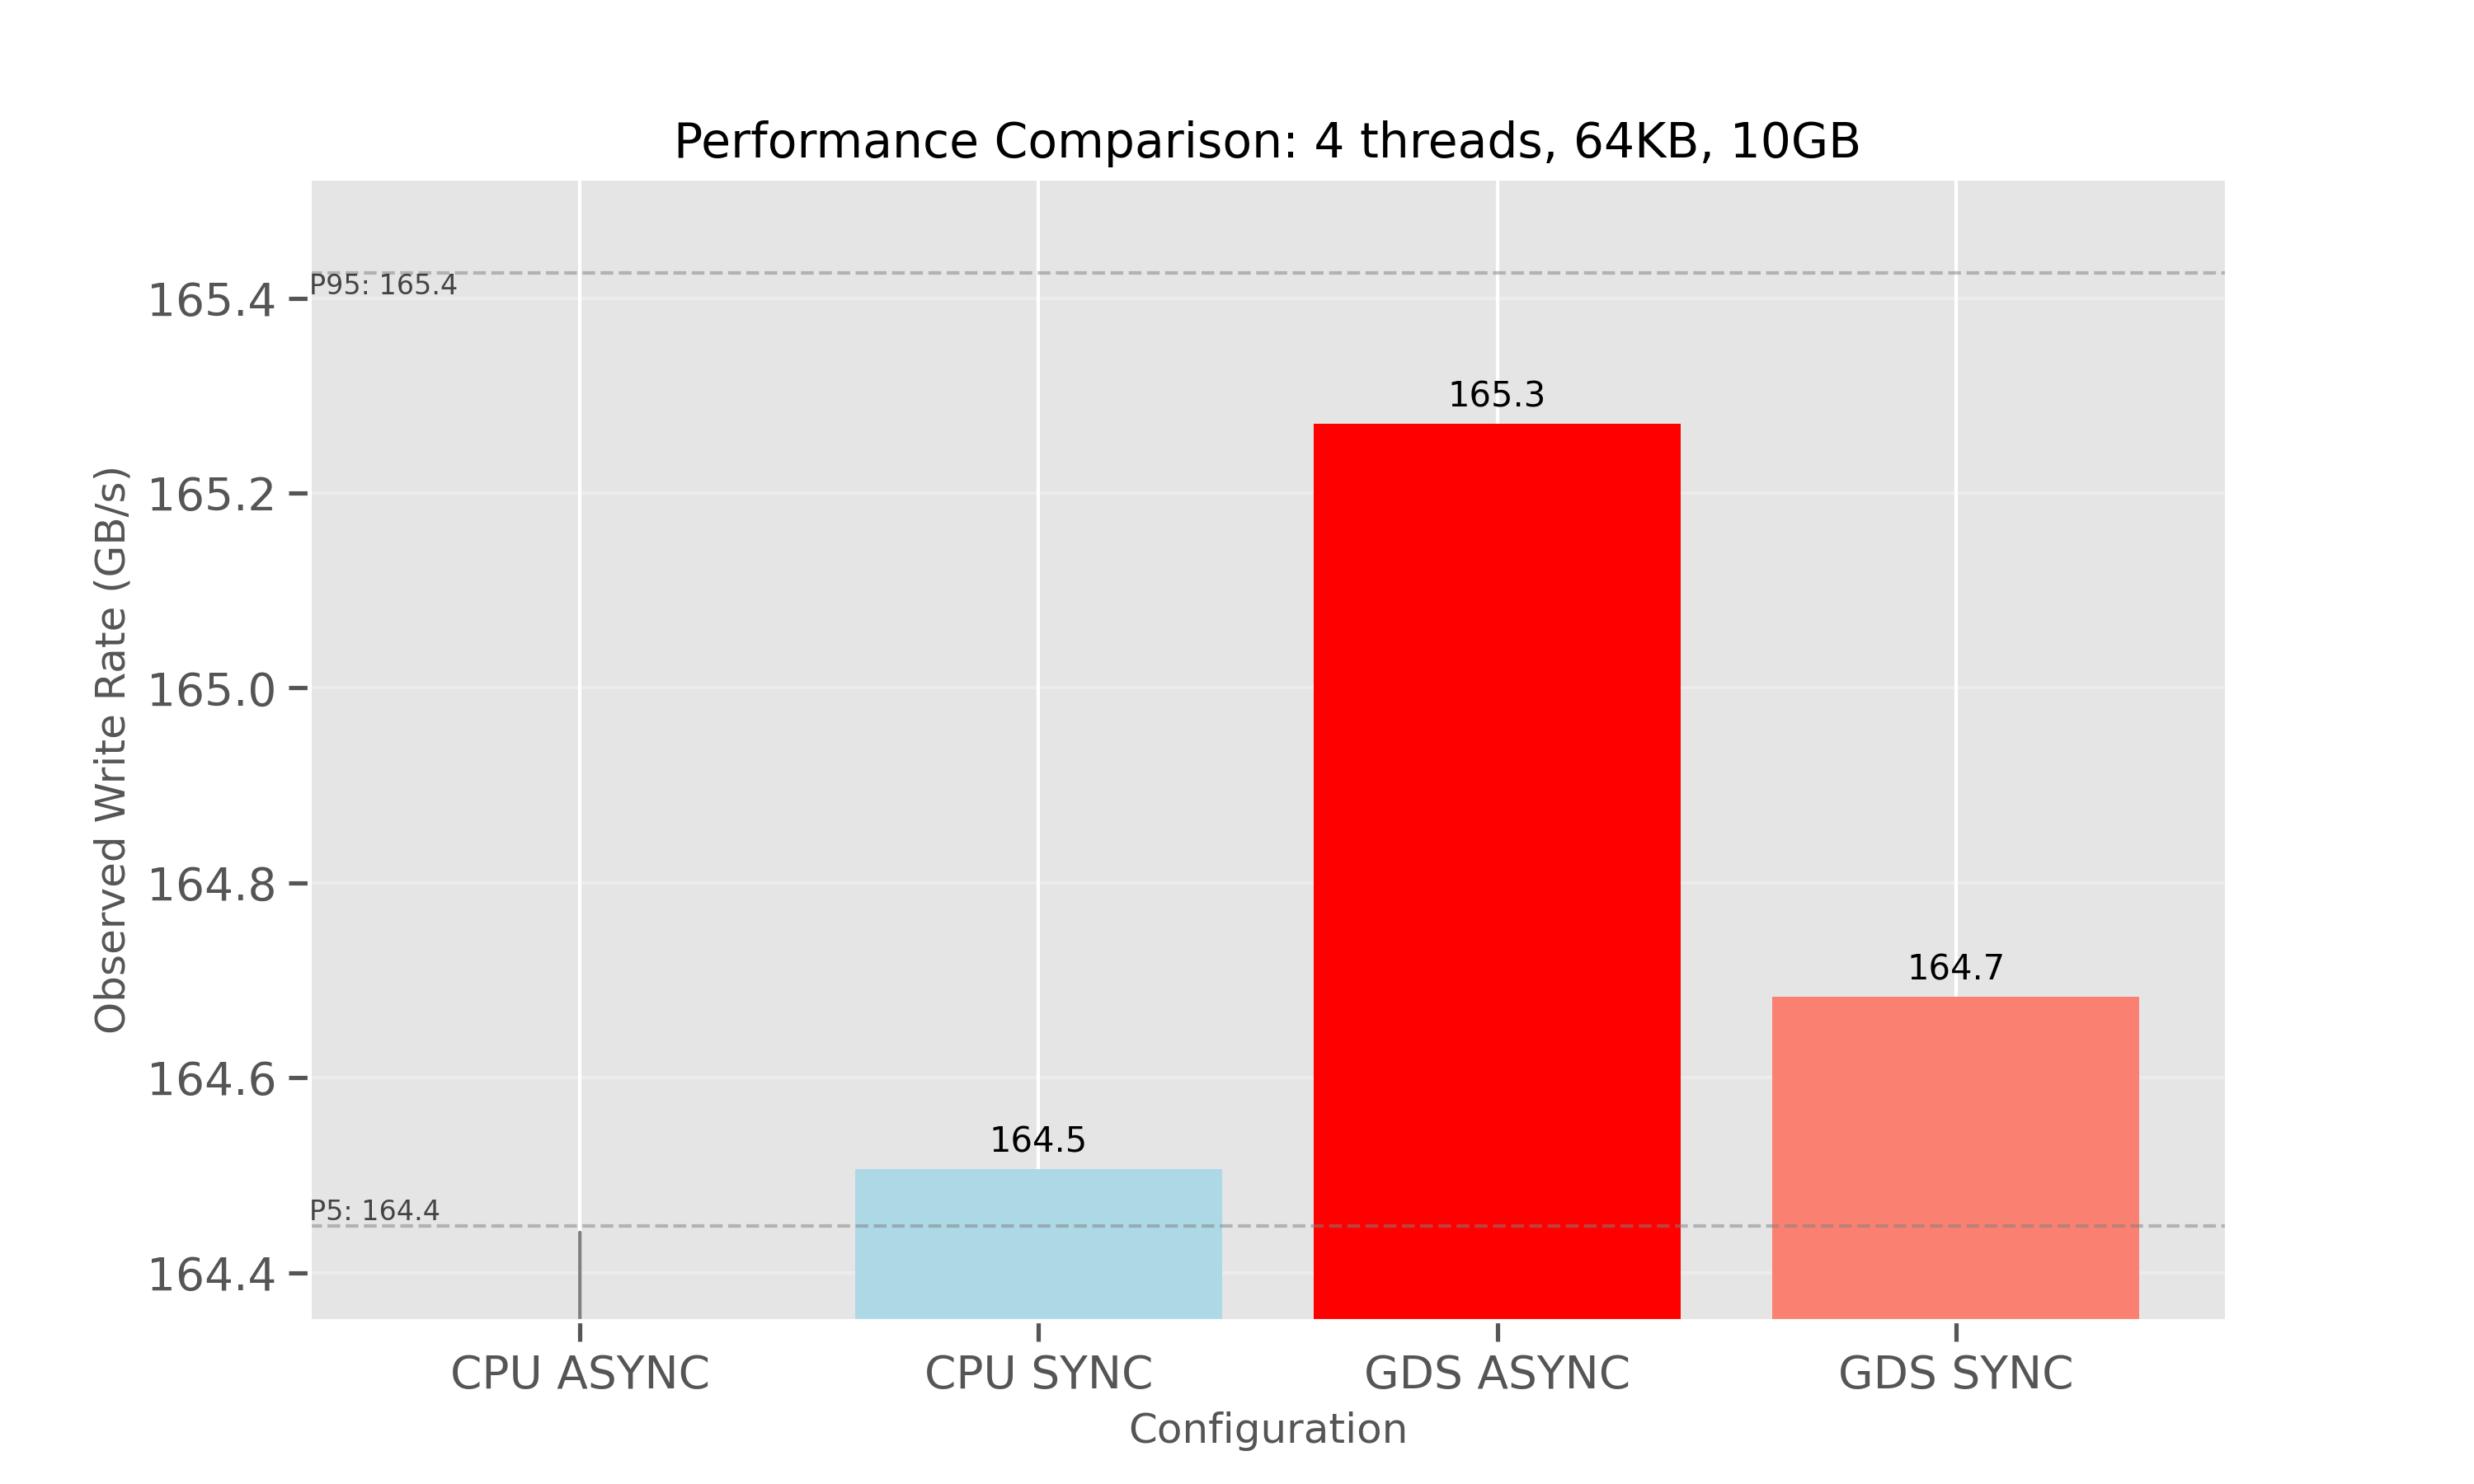 Performance Comparison: 4 threads, 64KB, 10GB
P95: 165.4
165.4
165.3
165.2
165.0
Observed Write Rate (GB/s)
164.8
164.7
164.6
164.5
P5: 164.4
164.4
CPU ASYNC
CPU SYNC
GDS ASYNC
GDS SYNC
Configuration